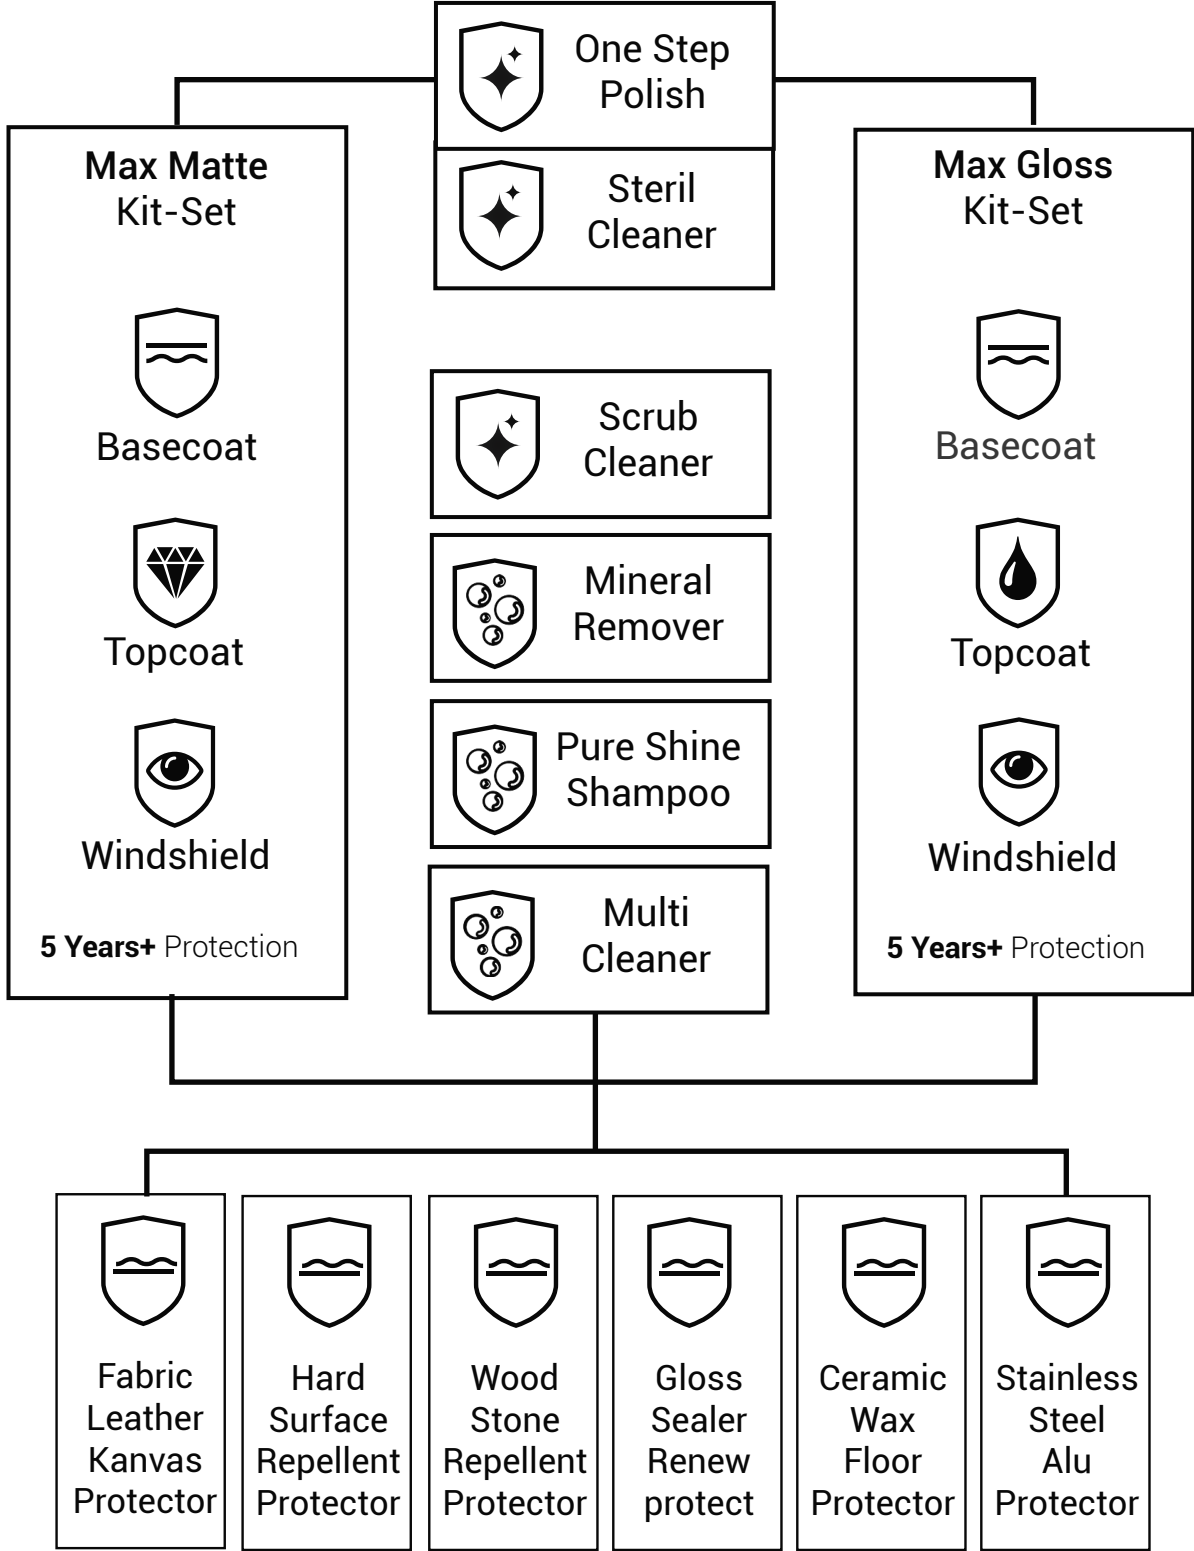 One Step
Polish
Steril
Cleaner
Max Matte
Kit-Set
Basecoat
Topcoat
Windshield
5 Years+ Protection
Scrub
Cleaner
Mineral
Remover
Pure Shine
Shampoo
Multi
Cleaner
Max Gloss
Kit-Set
Basecoat
Topcoat
Windshield
5 Years+ Protection
Fabric
Leather
Kanvas
Protector
Hard
Surface
Repellent
Protector
Wood
Stone
Repellent
Protector
Gloss
Sealer
Renew
protect
Ceramic
Wax
Floor
Protector
Stainless
Steel
Alu
Protector